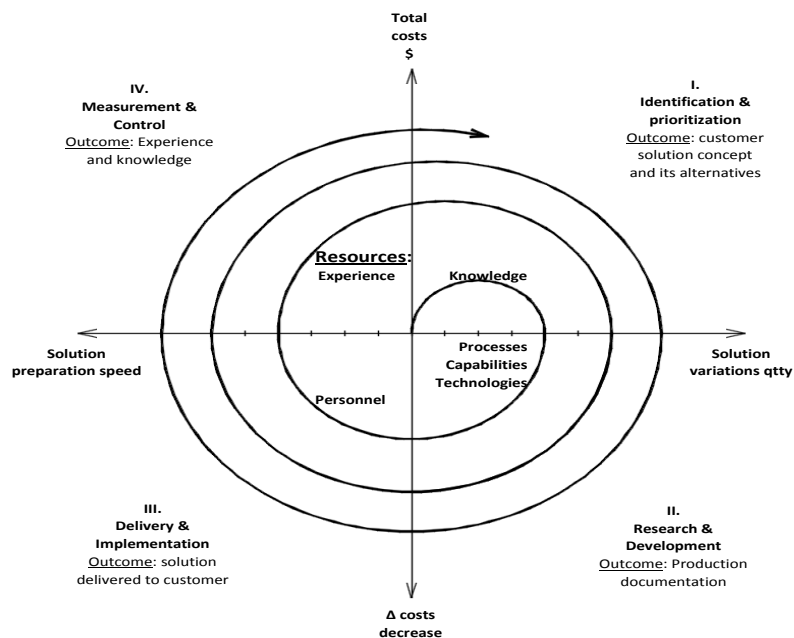 Total
costs
$
IV.
Measurement &
Control
Outcome: Experience
and knowledge
I.
Identification &
prioritization
Outcome: customer
solution concept
and its alternatives
Resources:
Experience
Knowledge
Solution
preparation speed
Processes
Capabilities
Technologies
Solution
variations qtty
Personnel
III.
Delivery &
Implementation
Outcome: solution
delivered to customer
II.
Research &
Development
Outcome: Production
documentation
Δ costs
decrease